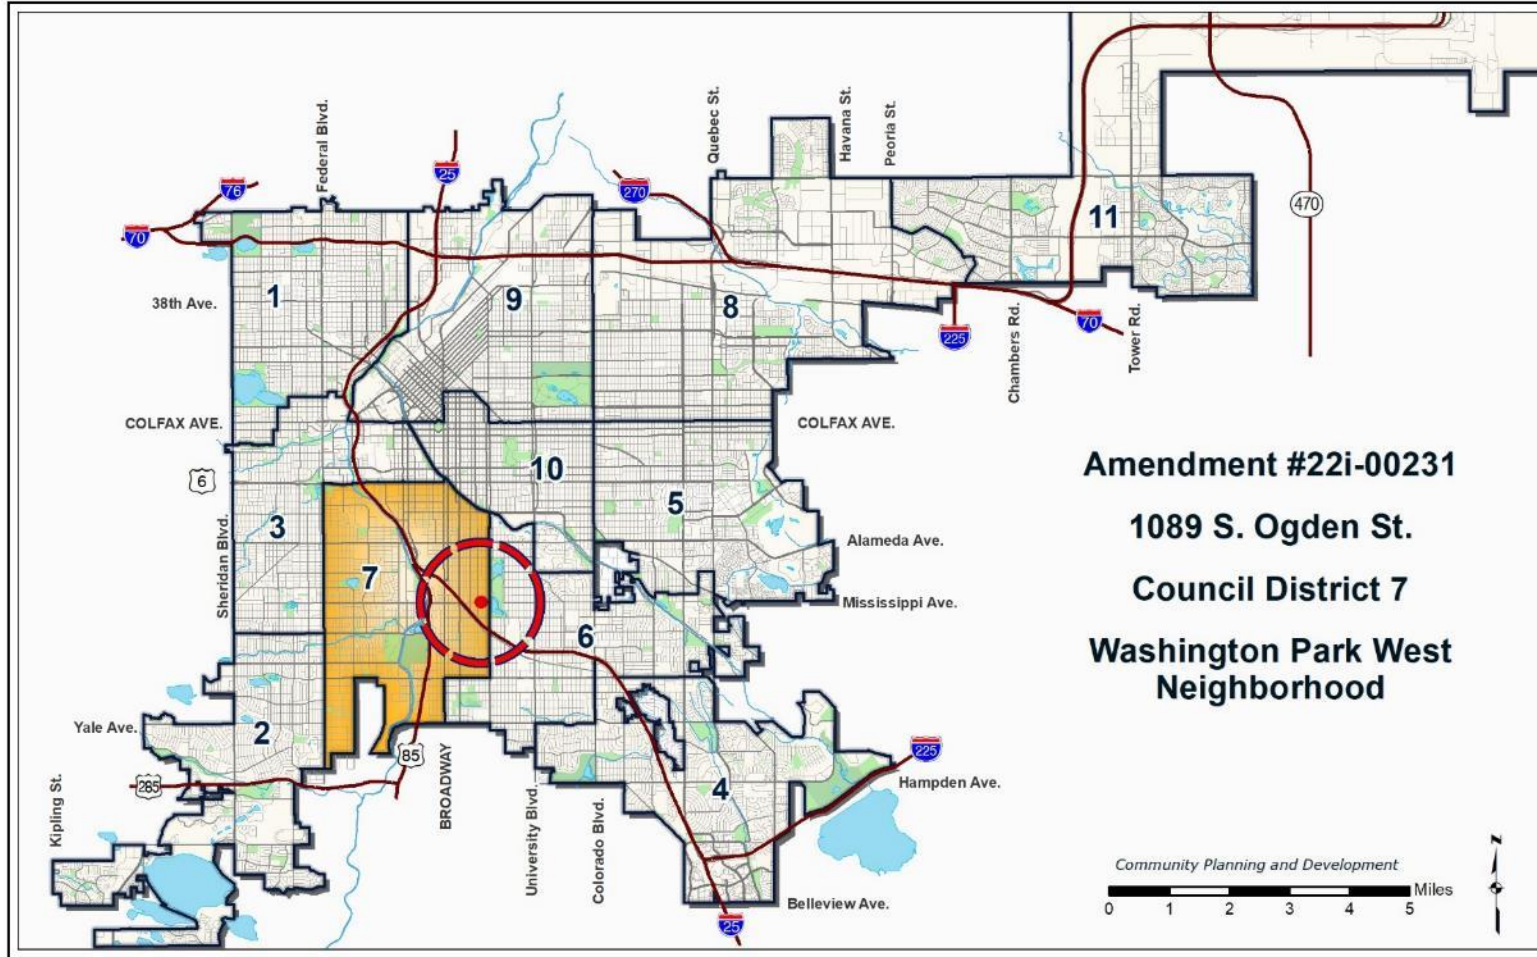 Federal Blvd.
Quebec St.
Havana St.
Peoria St.
25
76
270
470
70
11
1
9
8
38th Ave.
225
70
Chambers Rd.
Tower Rd.
COLFAX AVE.
COLFAX AVE.
6
10
5
3
Sheridan Blvd.
7
Alameda Ave.
Mississippi Ave.
6
Yale Ave.
2
85
285
BROADWAY
225
Hampden Ave.
4
Kipling St.
University Blvd.
Colorado Blvd.
Belleview Ave.
25
Amendment #22i-00231
1089 S. Ogden St.
Council District 7
Washington Park West
Neighborhood
Community Planning and Development
Miles
0 1 2 3 4 5
N